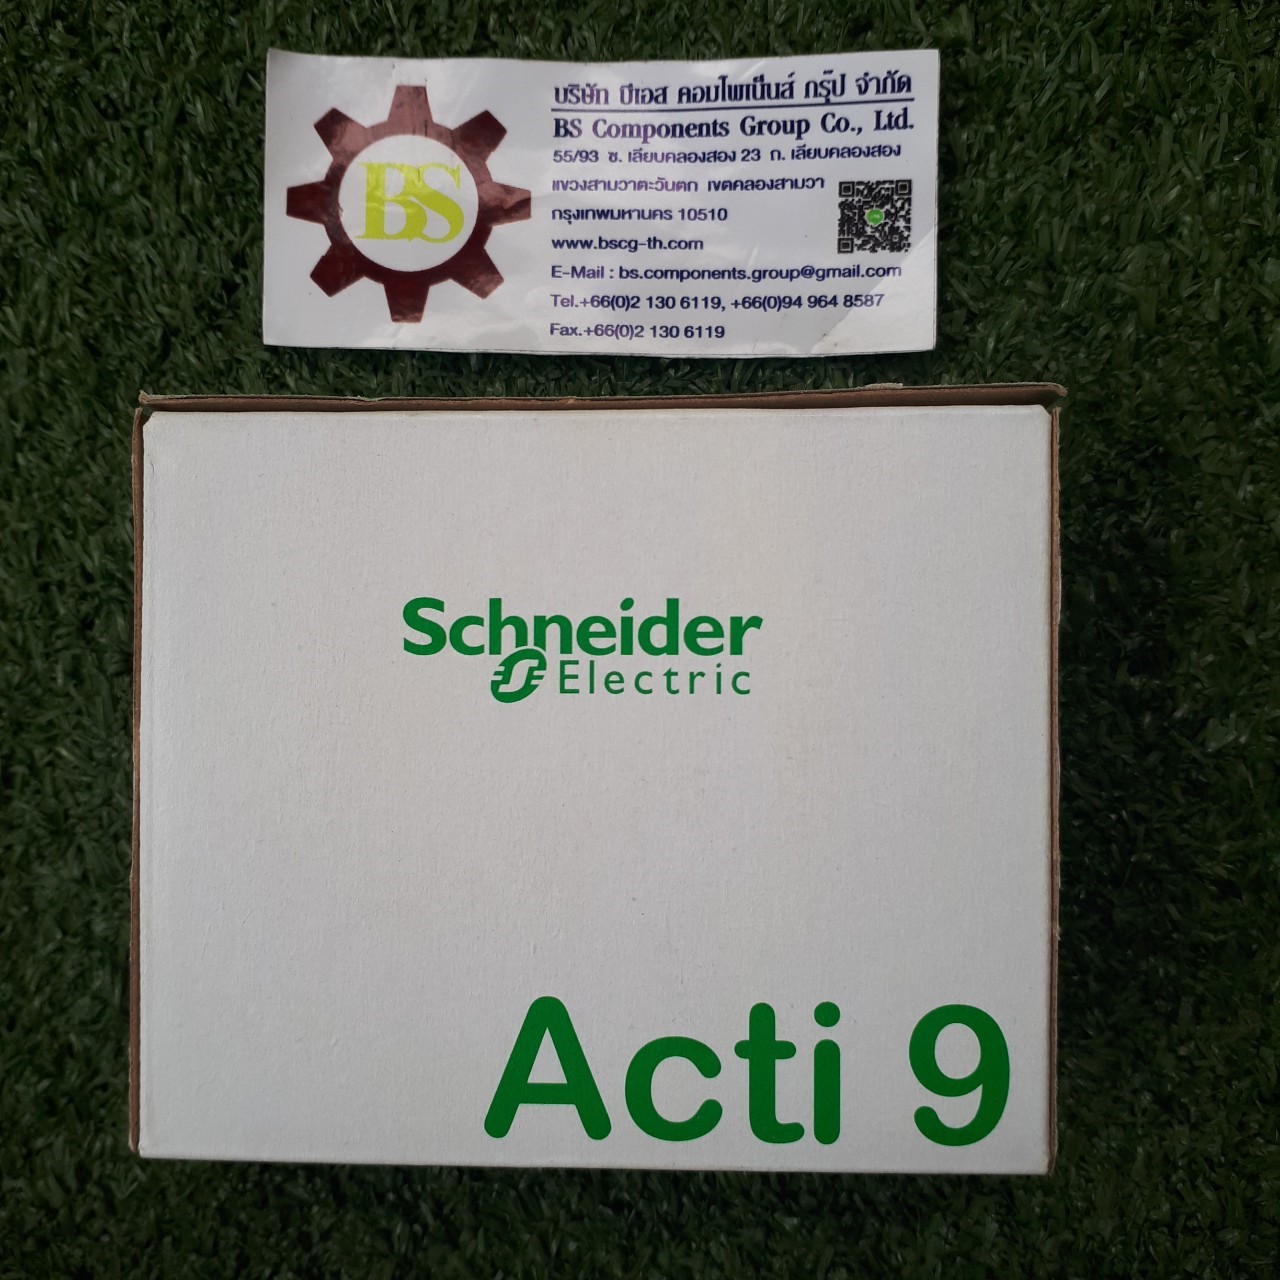 BS
บริษัท บีเอส คอมโพเน็นส์ กรุ๊ป จำกัด
BS Components Group Co., Ltd.
55/93 ซ. เลียบคลองสอง 23 ถ. เลียบคลองสอง
แขวงสามวาตะวันตก เขตคลองสามวา
กรุงเทพมหานคร 10510
www.bscg-th.com
E-Mail : bs.components.group@gmail.com
Tel.+66(0)2 130 6119, +66(0)94 964 8587
Fax.+66(0)2 130 6119
Schneider
Electric
Acti 9